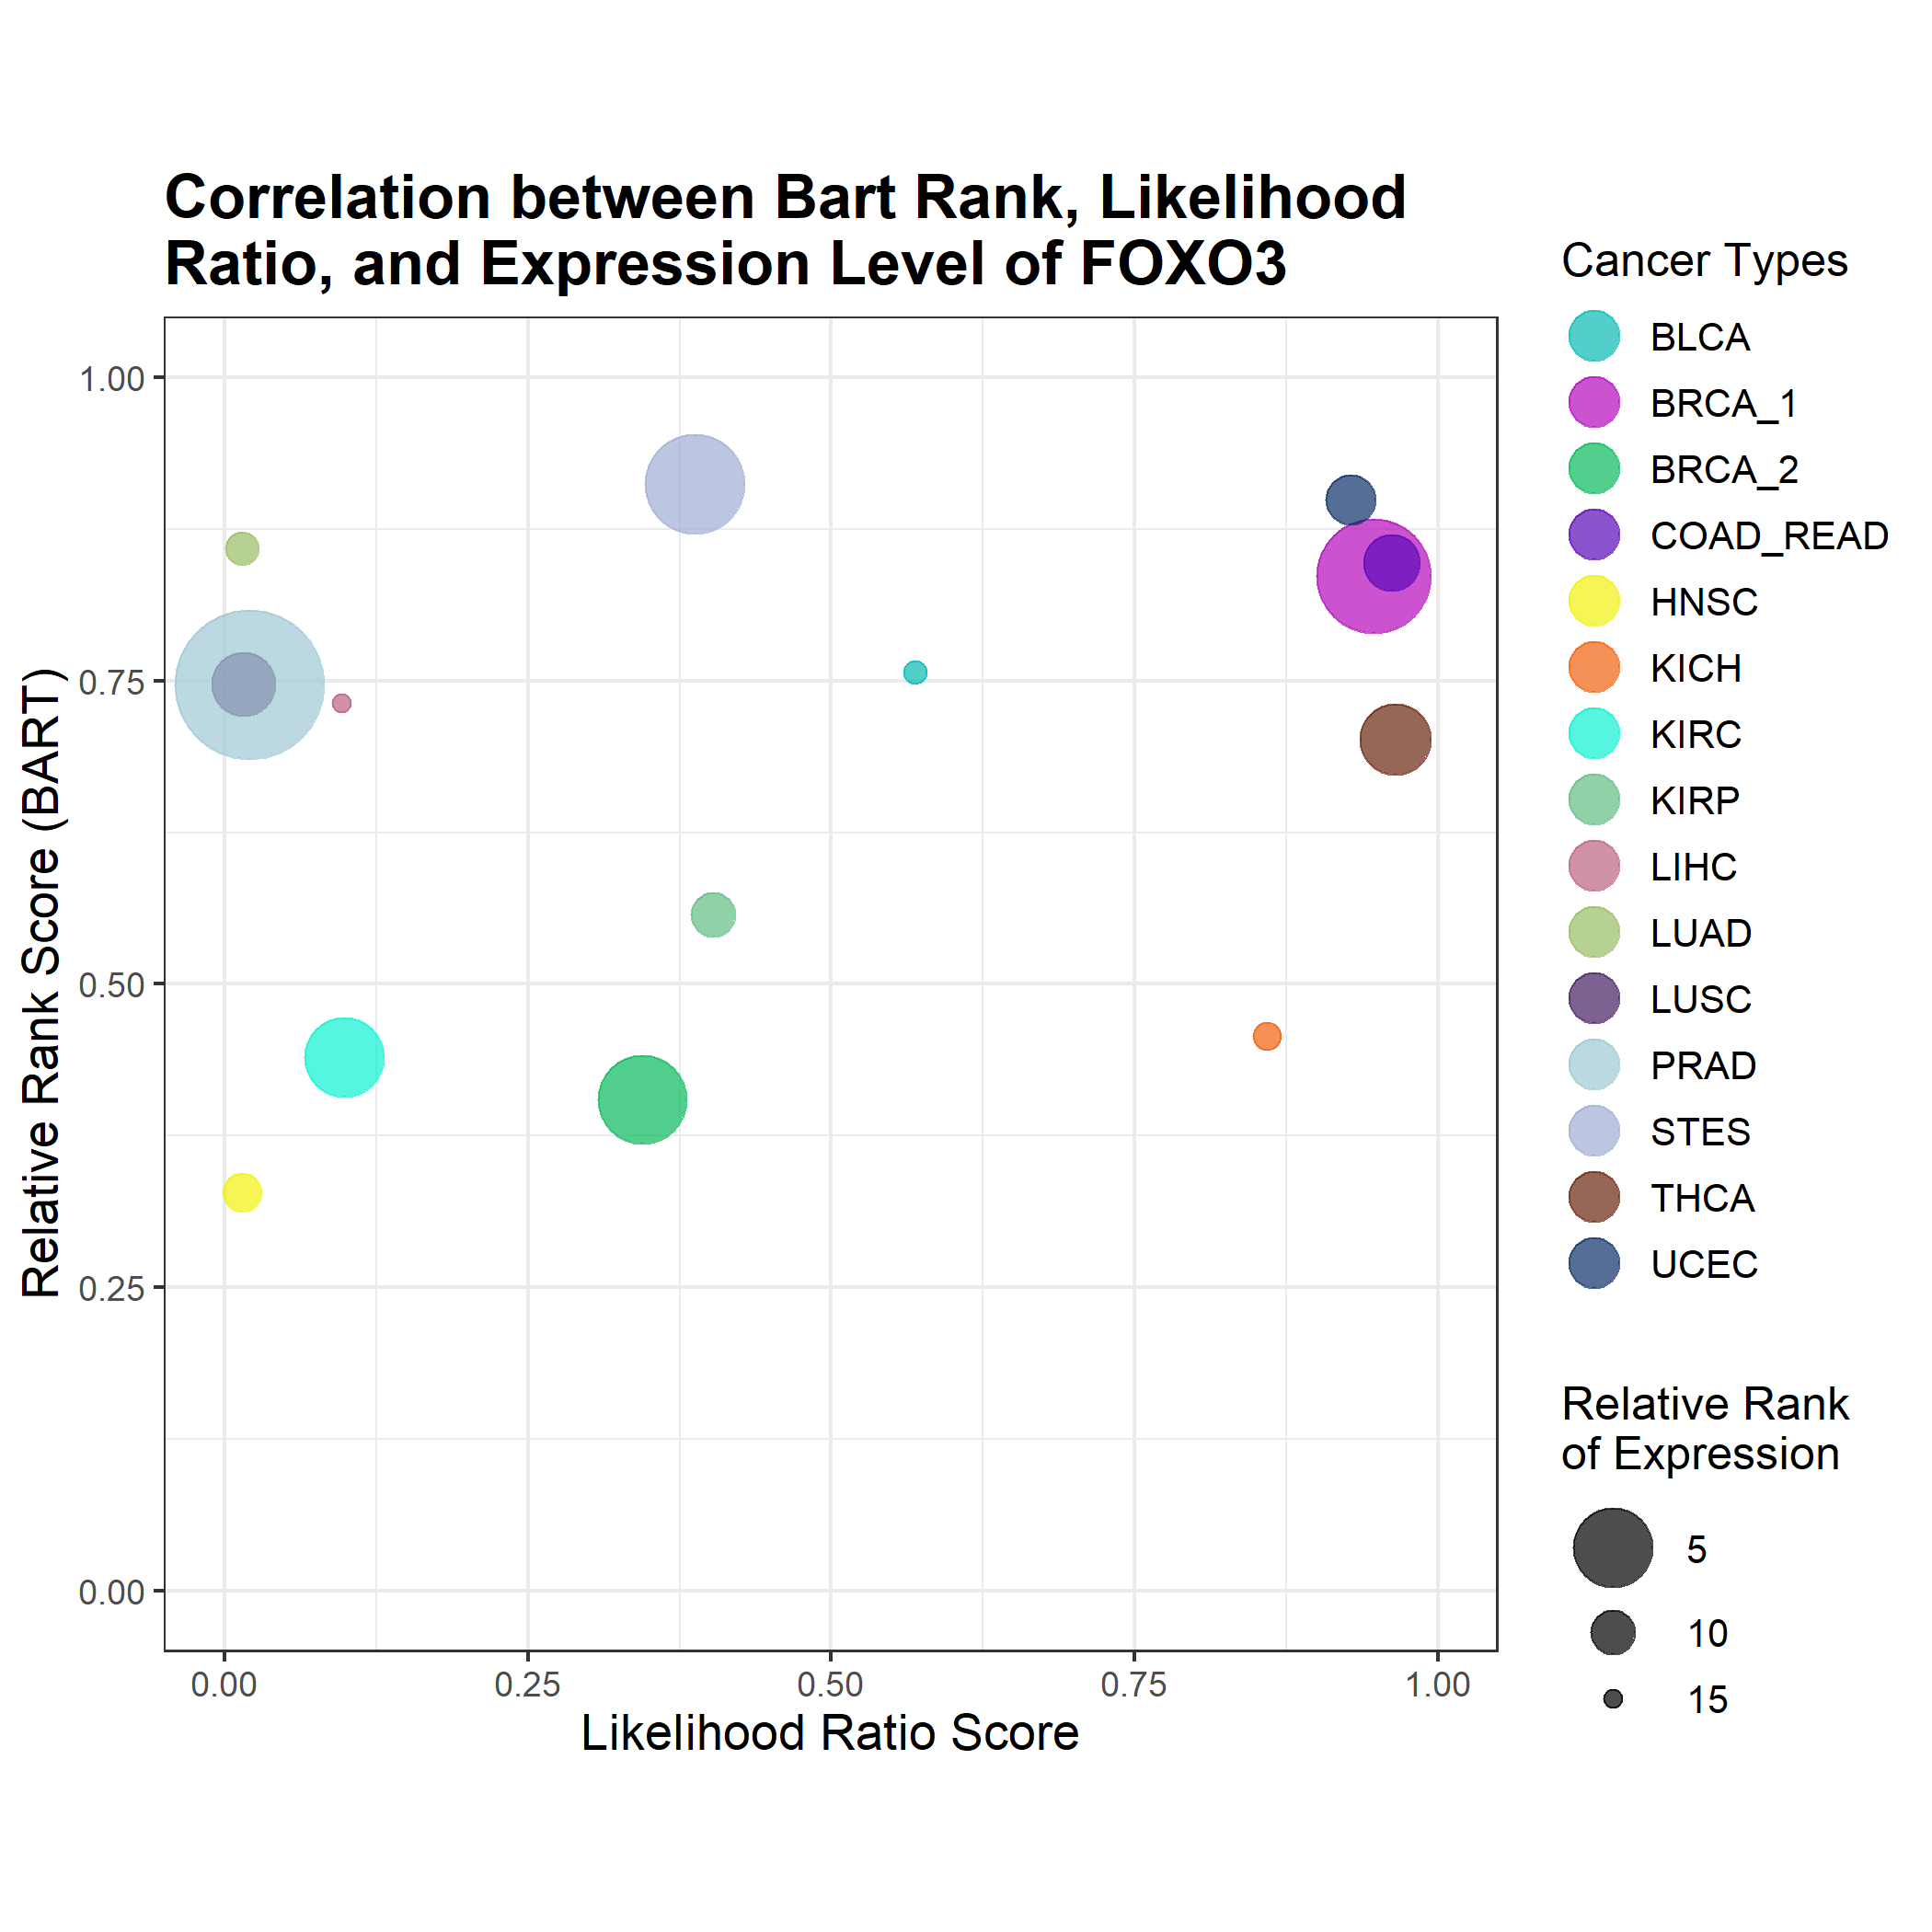 Correlation between Bart Rank, Likelihood
Ratio, and Expression Level of FOXO3
Relative Rank Score (BART)
1.00
0.75
0.50
0.25
0.00
0.00
0.25
0.50
0.75
1.00
Likelihood Ratio Score
Cancer Types
BLCA
BRCA_1
BRCA_2
COAD_READ
HNSC
KICH
KIRC
KIRP
LIHC
LUAD
LUSC
PRAD
STES
THCA
UCEC
Relative Rank
of Expression
5
10
15